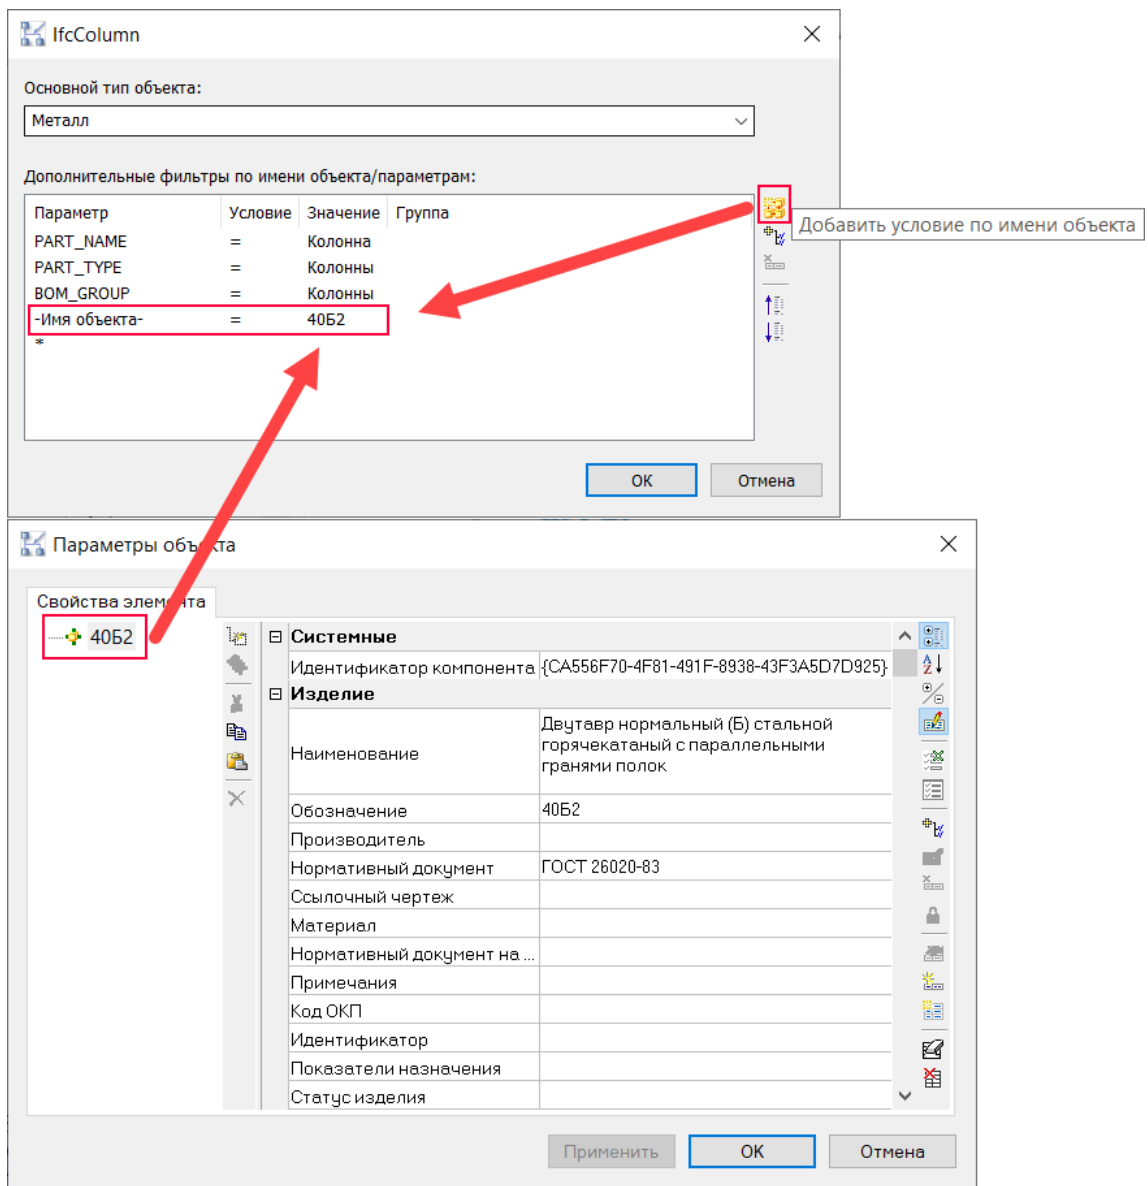 IfcColumn
Основной тип объекта:
Металл
Дополнительные фильтры по имени объекта/параметрам:
Параметр Условие Значение Группа
Добавить условие по имени объекта
PART_NAME = Колонна
PART_TYPE = Колонны
BOM_GROUP = Колонны
-Имя объекта- = 40Б2
*
ОК Отмена
Параметры объекта
Свойства элемента
40Б2
Системные
Идентификатор компонента {CA556F70-4F81-491F-8938-43F3A5D7D925}
Изделие
Наименование Двутавр нормальный (Б) стальной
горячекатаный с параллельными
гранями полок
Обозначение 40Б2
Производитель
Нормативный документ ГОСТ 26020-83
Ссылочный чертеж
Материал
Нормативный документ на ...
Примечания
Код ОКП
Идентификатор
Показатели назначения
Статус изделия
Применить ОК Отмена